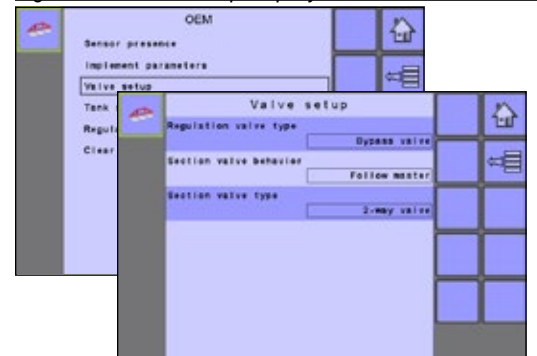 OEM
Sensor presence
Implement parameters
Valve setup
Tank
Regula
Clear
Valve setup
Regulation valve type
Bypass valve
Section valve behavior
Follow master
Section valve type
2-way valve